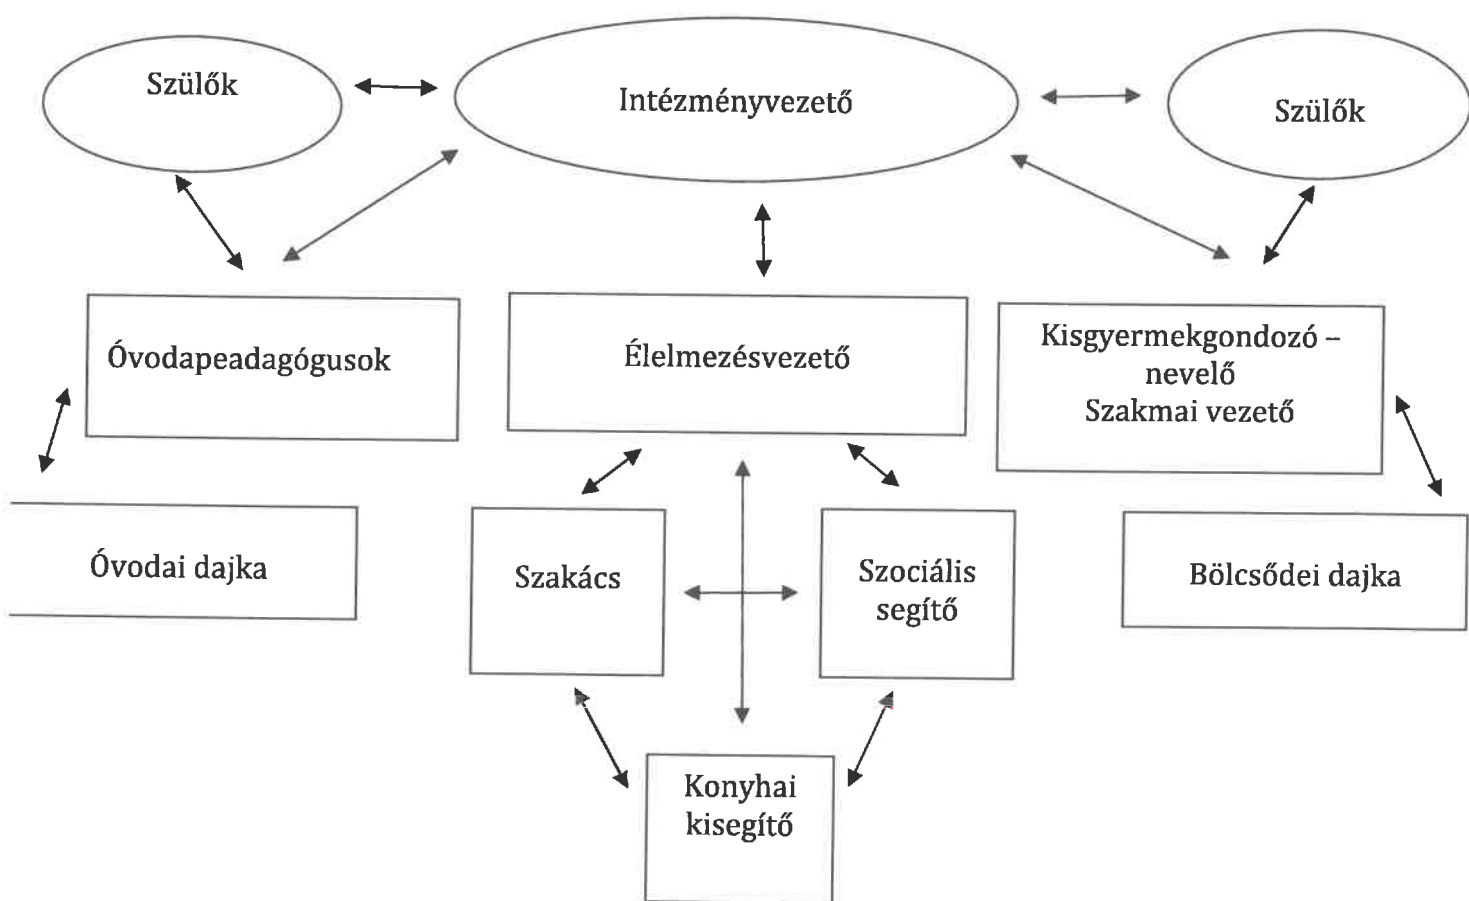 Szülők
Intézményvezető
Szülők
Óvodapeadagógusok
Élelmezésvezető
Kisgyermekgondozó –
nevelő
Szakmai vezető
Óvodai dajka
Szakács
Szociális
segítő
Bölcsődei dajka
Konyhai
kisegítő